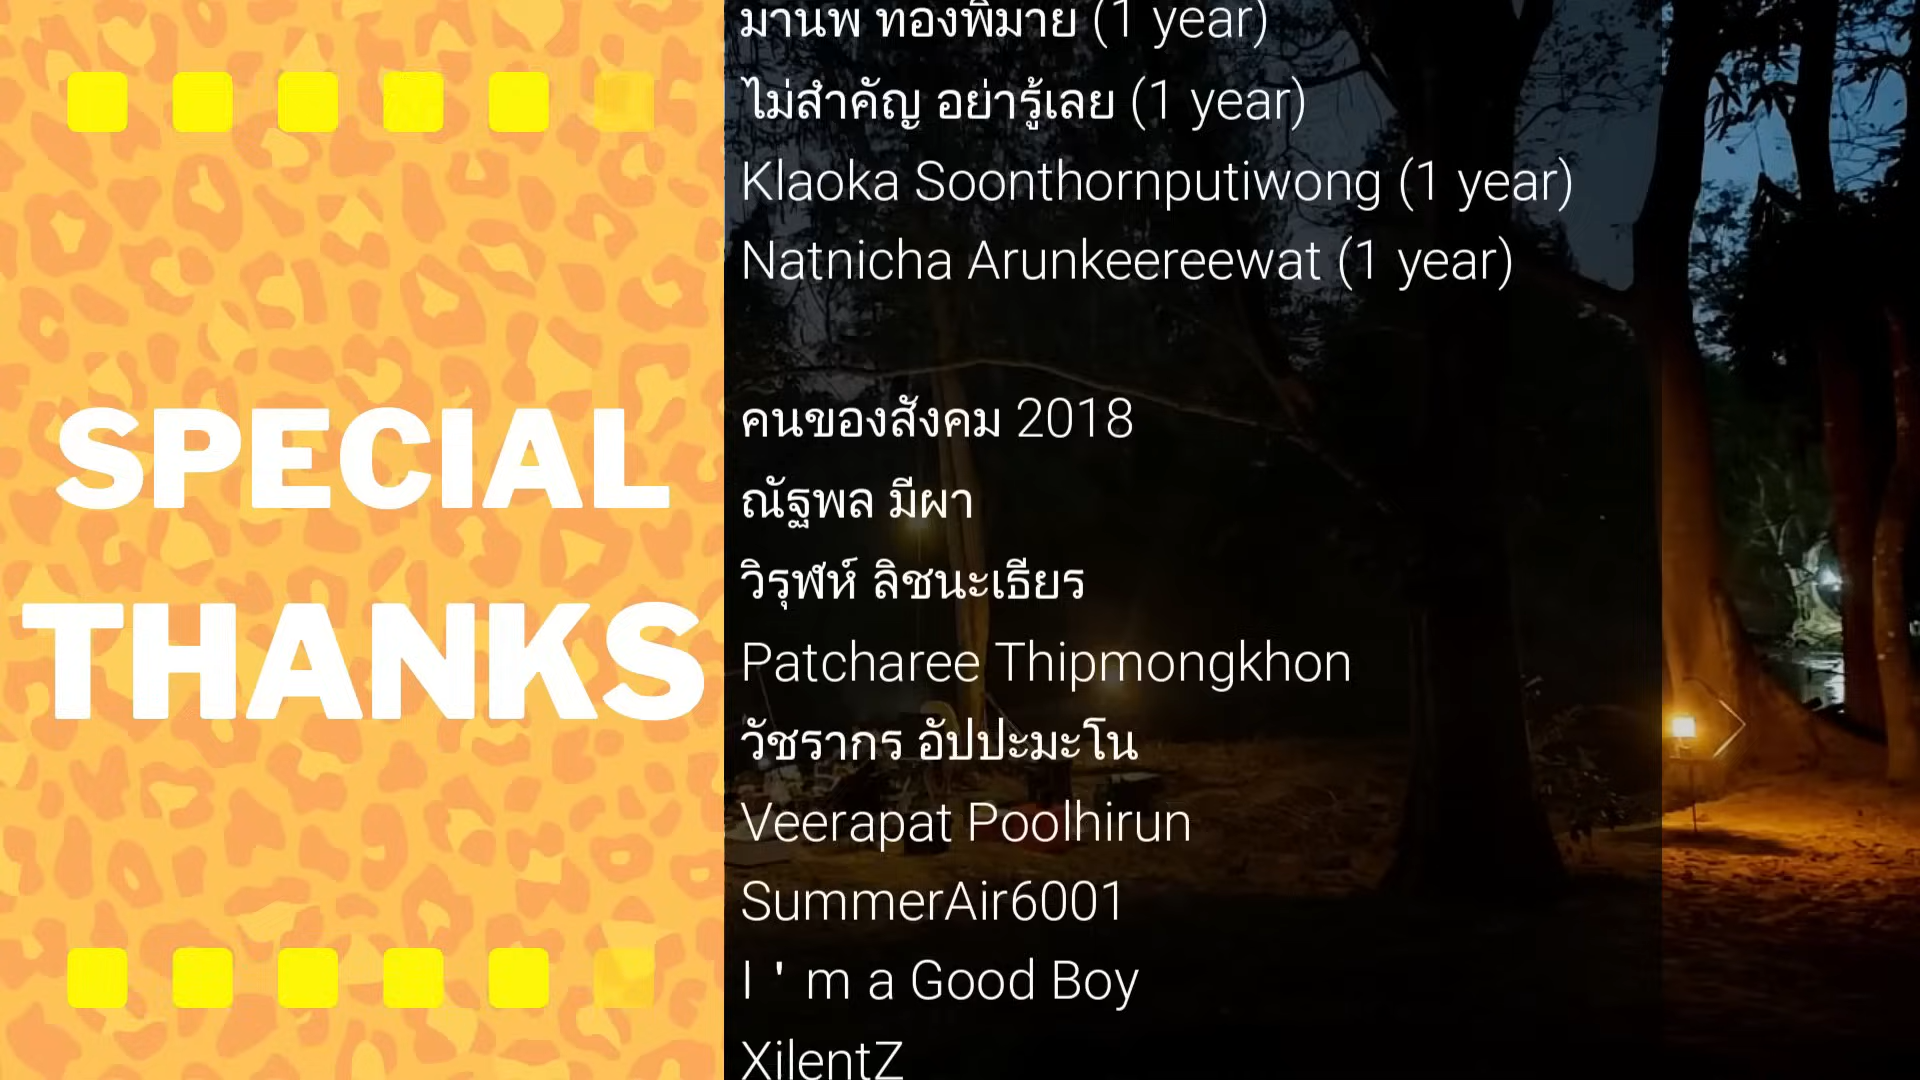 SPECIAL
THANKS
มานพ ทองพิมาย (1 year)
ไม่สำคัญ อย่ารู้เลย (1 year)
Klaoka Soonthornputiwong (1 year)
Natnicha Arunkeereewat (1 year)
คนของสังคม 2018
ณัฐพล มีผา
วิรุฬห์ ลิชนะเธียร
Patcharee Thipmongkhon
วัชรากร อัปปะมะโน
Veerapat Poolhirun
SummerAir6001
I ' m a Good Boy
XilentZ